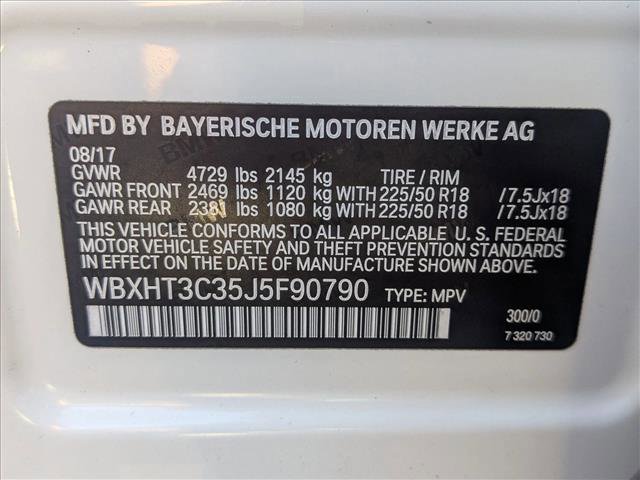 MFD BY BAYERISCHE MOTOREN WERKE AG
08/17
GVWR 4729 lbs 2145 kg TIRE / RIM
GAWR FRONT 2469 lbs 1120 kg WITH 225/50 R18 /7.5Jx18
GAWR REAR 2381 lbs 1080 kg WITH 225/50 R18 /7.5Jx18
THIS VEHICLE CONFORMS TO ALL APPLICABLE U. S. FEDERAL
MOTOR VEHICLE SAFETY AND THEFT PREVENTION STANDARDS
IN EFFECT ON THE DATE OF MANUFACTURE SHOWN ABOVE.
WBXHT3C35J5F90790 TYPE: MPV
300/0
7 320 730